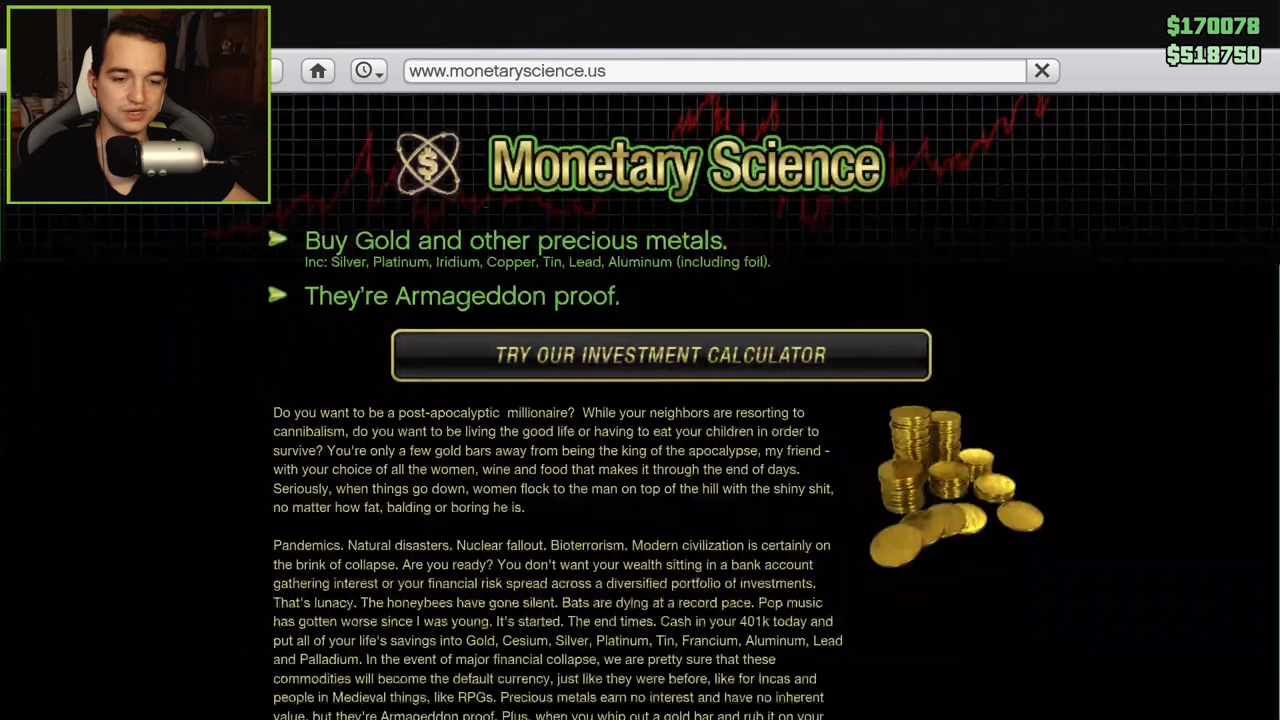 $170078
$518750
www.monetaryscience.us
Monetary Science
Buy Gold and other precious metals.
Inc: Silver, Platinum, Iridium, Copper, Tin, Lead, Aluminum (including foil).
They're Armageddon proof.
TRY OUR INVESTMENT CALCULATOR
Do you want to be a post-apocalyptic millionaire? While your neighbors are resorting to
cannibalism, do you want to be living the good life or having to eat your children in order to
survive? You're only a few gold bars away from being the king of the apocalypse, my friend -
with your choice of all the women, wine and food that makes it through the end of days.
Seriously, when things go down, women flock to the man on top of the hill with the shiny shit,
no matter how fat, balding or boring he is.
Pandemics. Natural disasters. Nuclear fallout. Bioterrorism. Modern civilization is certainly on
the brink of collapse. Are you ready? You don't want your wealth sitting in a bank account
gathering interest or your financial risk spread across a diversified portfolio of investments.
That's lunacy. The honeybees have gone silent. Bats are dying at a record pace. Pop music
has gotten worse since I was young. It's started. The end times. Cash in your 401k today and
put all of your life's savings into Gold, Cesium, Silver, Platinum, Tin, Francium, Aluminum, Lead
and Palladium. In the event of major financial collapse, we are pretty sure that these
commodities will become the default currency, just like they were before, like for Incas and
people in Medieval things, like RPGs. Precious metals earn no interest and have no inherent
value, but they're Armageddon proof. Plus, when you whip out a gold bar and rub it on your